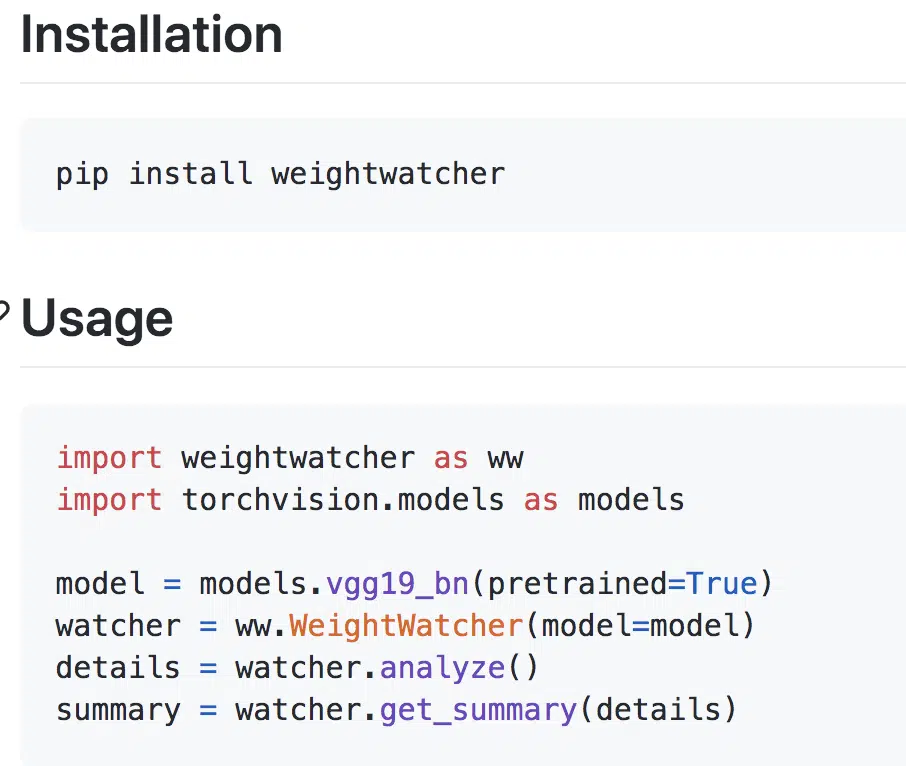 Installation
pip install weightwatcher
Usage
import weightwatcher as ww
import torchvision.models as models
model = models.vgg19_bn(pretrained=True)
watcher = ww.WeightWatcher(model=model)
details = watcher.analyze()
summary = watcher.get_summary(details)